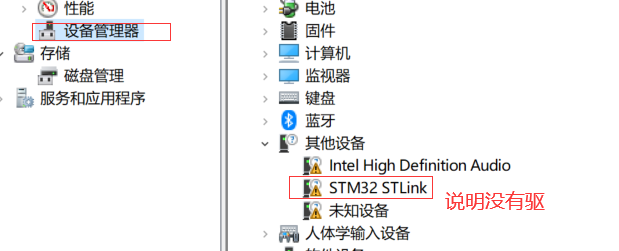 性能
设备管理器
存储
磁盘管理
服务和应用程序
电池
固件
计算机
监视器
键盘
蓝牙
其他设备
Intel High Definition Audio
STM32 STLink
说明没有驱
未知设备
人体学输入设备